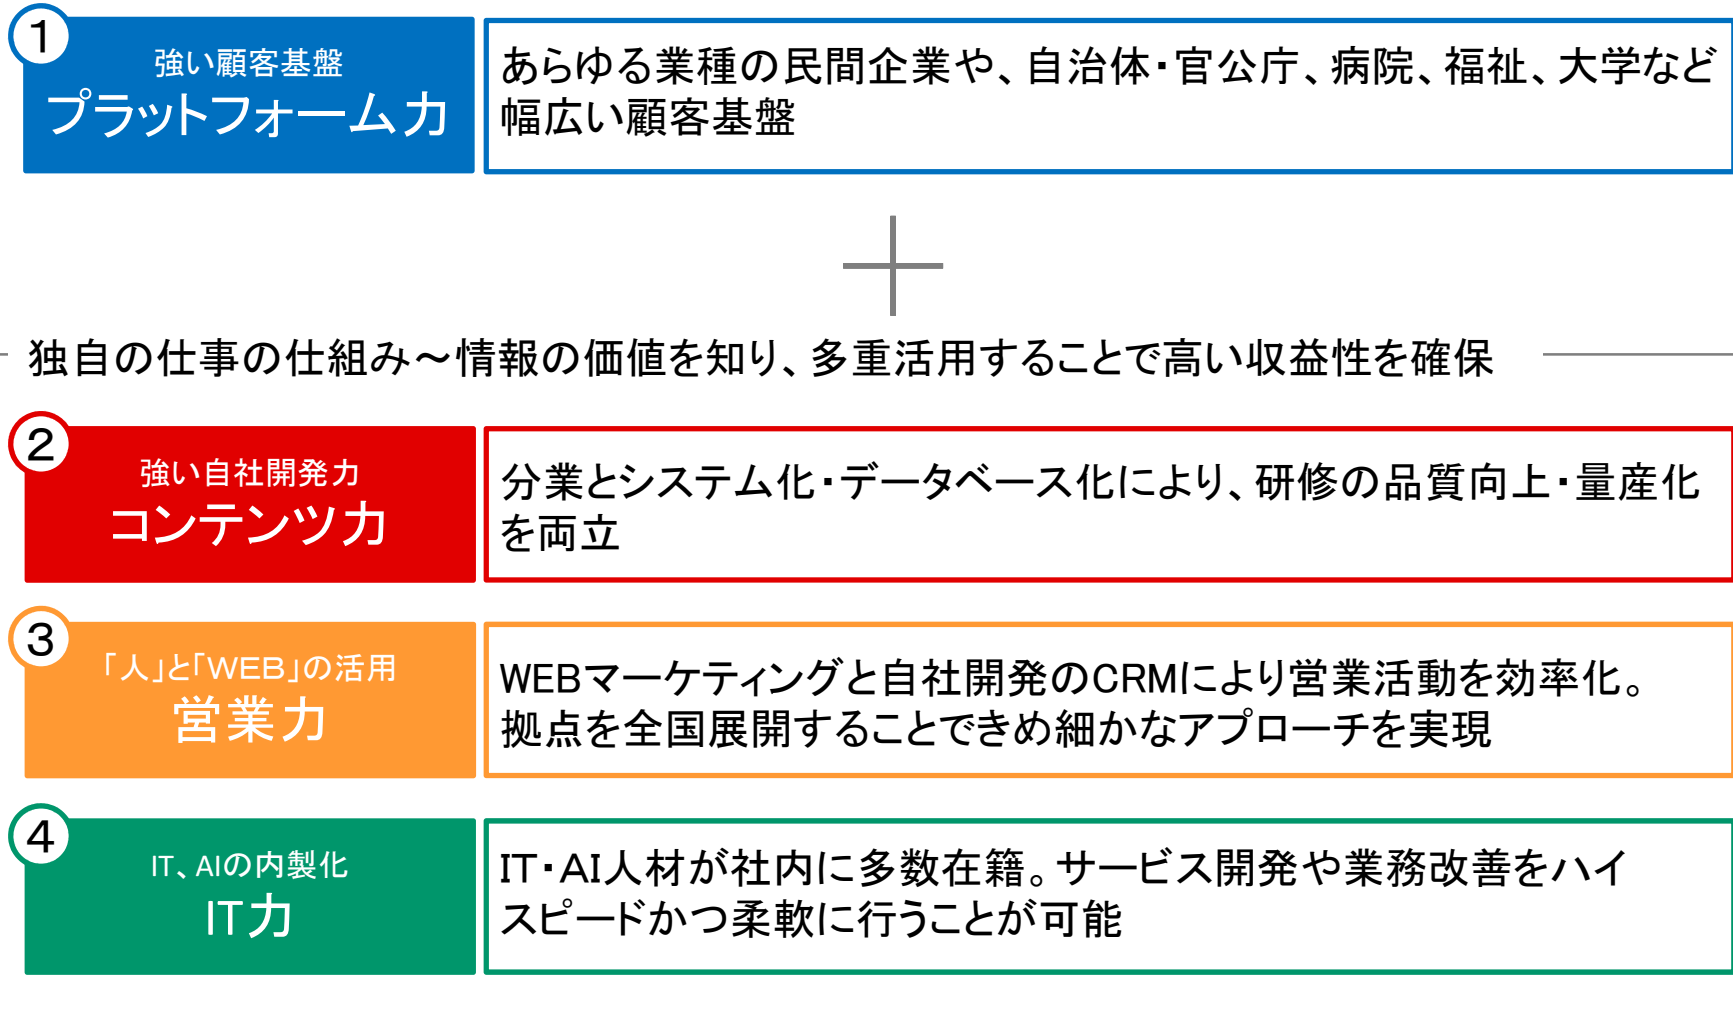 1
強い顧客基盤
プラットフォーム力
あらゆる業種の民間企業や、自治体・官公庁、病院、福祉、大学など
幅広い顧客基盤
独自の仕事の仕組み～情報の価値を知り、多重活用することで高い収益性を確保
2
強い自社開発力
コンテンツ力
分業とシステム化・データベース化により、研修の品質向上・量産化
を両立
3
「人」と「WEB」の活用
営業力
WEBマーケティングと自社開発のCRMにより営業活動を効率化。
拠点を全国展開することできめ細かなアプローチを実現
4
IT、AIの内製化
IT力
IT・AI人材が社内に多数在籍。サービス開発や業務改善をハイ
スピードかつ柔軟に行うことが可能